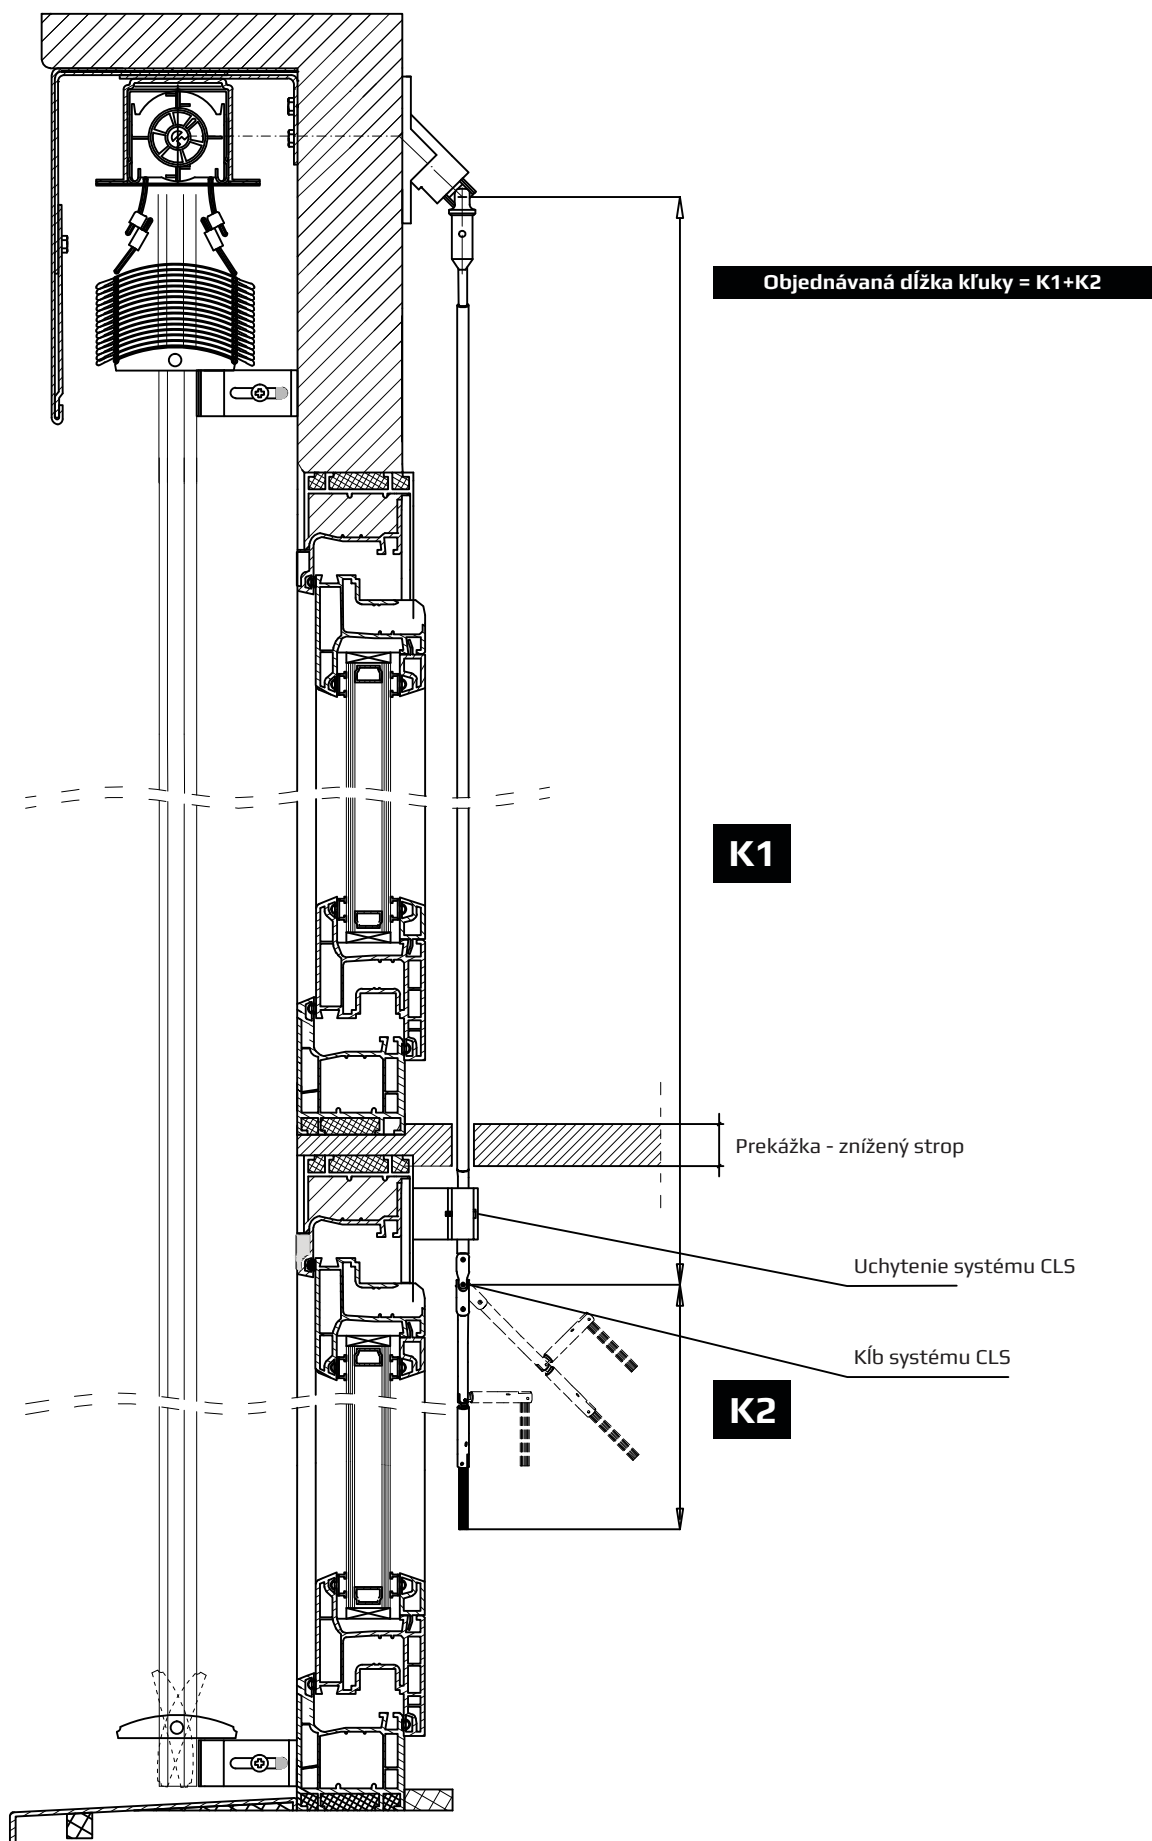 Objednávaná dĺžka kľuky = K1+K2
K1
Prekážka - znížený strop
Uchytenie systému CLS
Kĺb systému CLS
K2